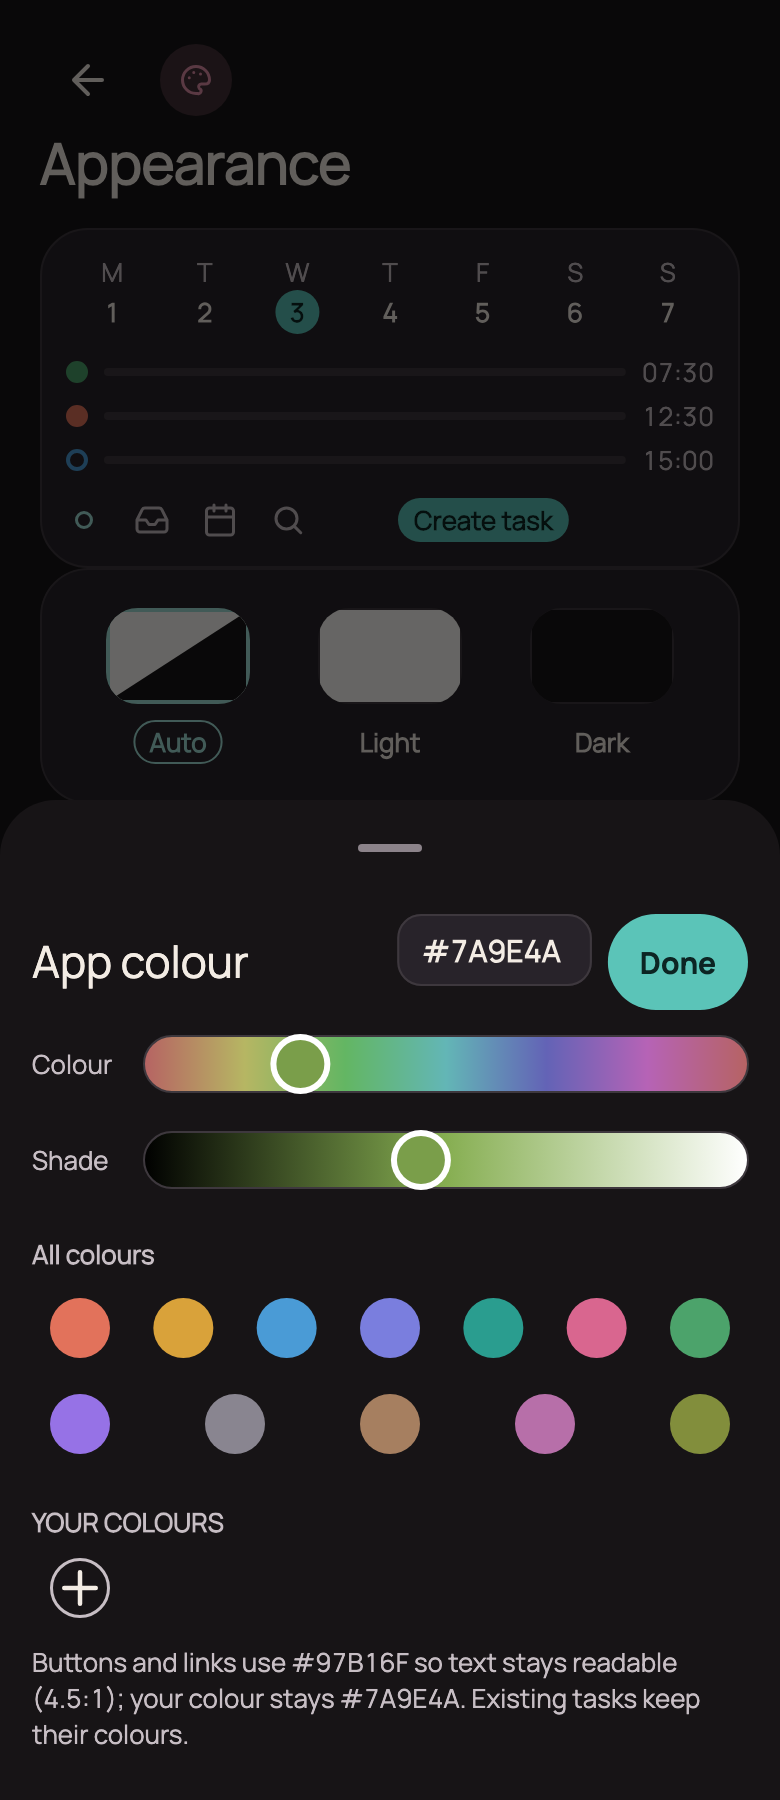 Appearance
M T W T F S S
1 2 3 4 5 6 7
07:30
12:30
15:00
Create task
Auto Light Dark
App colour #7A9E4A Done
Colour
Shade
All colours
YOUR COLOURS
Buttons and links use #97B16F so text stays readable
(4.5:1); your colour stays #7A9E4A. Existing tasks keep
their colours.